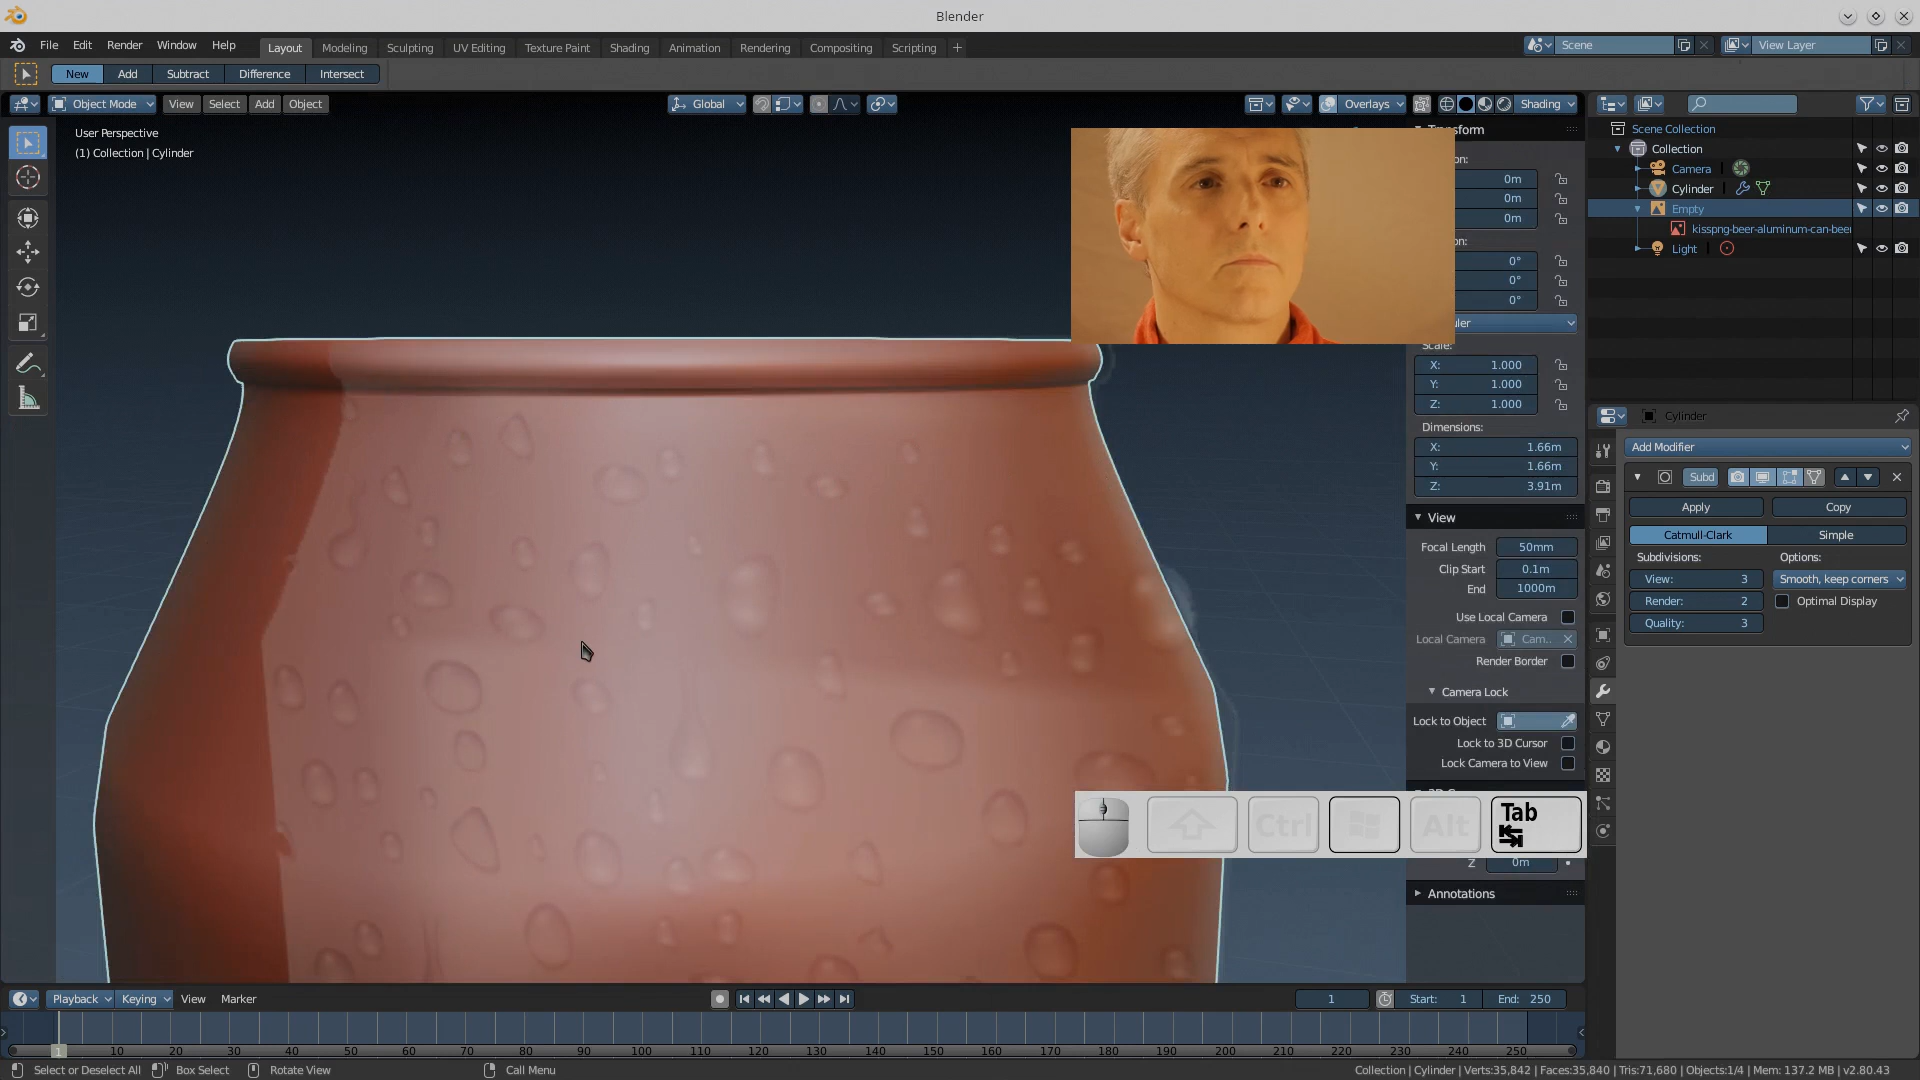 Blender
File Edit Render Window Help Layout Modeling Sculpting UV Editing Texture Paint Shading Animation Rendering Compositing Scripting + Scene View Layer
New Add Subtract Difference Intersect
Object Mode View Select Add Object Global Overlays Shading
User Perspective
(1) Collection | Cylinder
Transform
on:
0m
0m
0m
on:
0°
0°
0°
uler
Scale:
X: 1.000
Y: 1.000
Z: 1.000
Dimensions:
X: 1.66m
Y: 1.66m
Z: 3.91m
View
Focal Length 50mm
Clip Start 0.1m
End 1000m
Use Local Camera
Local Camera Cam..
Render Border
Camera Lock
Lock to Object
Lock to 3D Cursor
Lock Camera to View
Ctrl Alt Tab
Z 0m
Annotations
Scene Collection
Collection
Camera
Cylinder
Empty
kisspng-beer-aluminum-can-beer
Light
Cylinder
Add Modifier
Subd
Apply Copy
Catmull-Clark Simple
Subdivisions: Options:
View: 3 Smooth, keep corners
Render: 2 Optimal Display
Quality: 3
Playback Keying View Marker 1 Start: 1 End: 250
1 10 20 30 40 50 60 70 80 90 100 110 120 130 140 150 160 170 180 190 200 210 220 230 240 250
Select or Deselect All Box Select Rotate View Call Menu Collection | Cylinder | Verts:35,842 | Faces:35,840 | Tris:71,680 | Objects:1/4 | Mem: 137.2 MB | v2.80.43